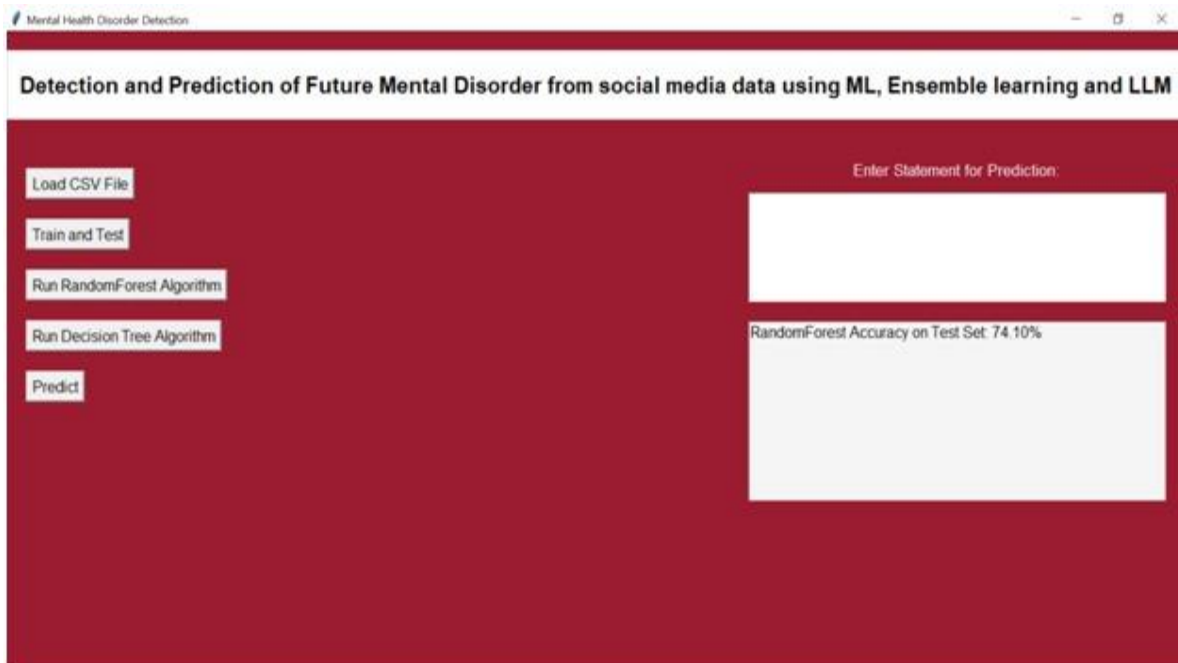 Mental Health Disorder Detection
Detection and Prediction of Future Mental Disorder from social media data using ML, Ensemble learning and LLM
Load CSV File
Train and Test
Run RandomForest Algorithm
Run Decision Tree Algorithm
Predict
Enter Statement for Prediction:
RandomForest Accuracy on Test Set: 74.10%